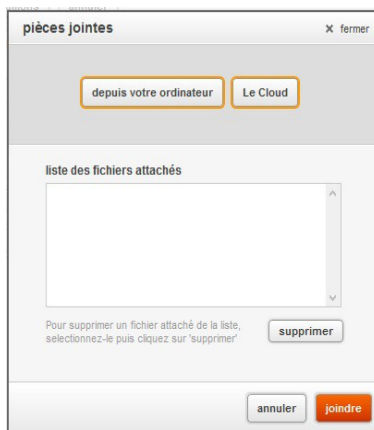 pièces jointes
X fermer
depuis votre ordinateur
Le Cloud
liste des fichiers attachés
Pour supprimer un fichier attaché de la liste,
selectionnez-le puis cliquez sur 'supprimer'
supprimer
annuler
joindre